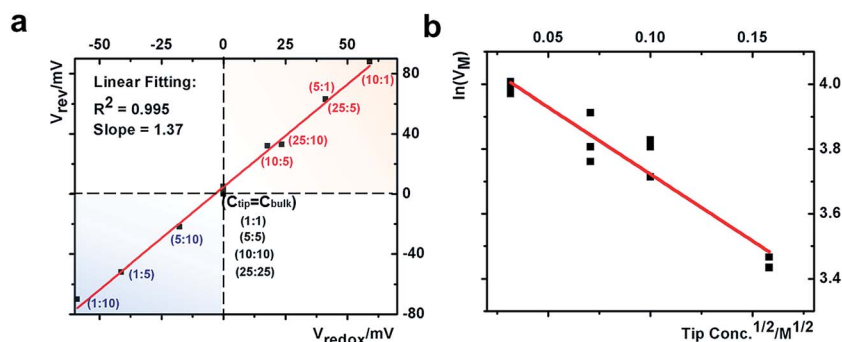 a
-50 -25 0 25 50
V_rev/mV
80
40
0
-40
-80
Linear Fitting:
R² = 0.995
Slope = 1.37
(10:1)
(5:1)
(25:5)
(25:10)
(10:5)
(C_tip=C_bulk)
(1:1)
(5:5)
(10:10)
(25:25)
(5:10)
(1:5)
(1:10)
V_redox/mV
b
0.05 0.10 0.15
ln(V_M)
4.0
3.8
3.6
3.4
Tip Conc.^1/2/M^1/2